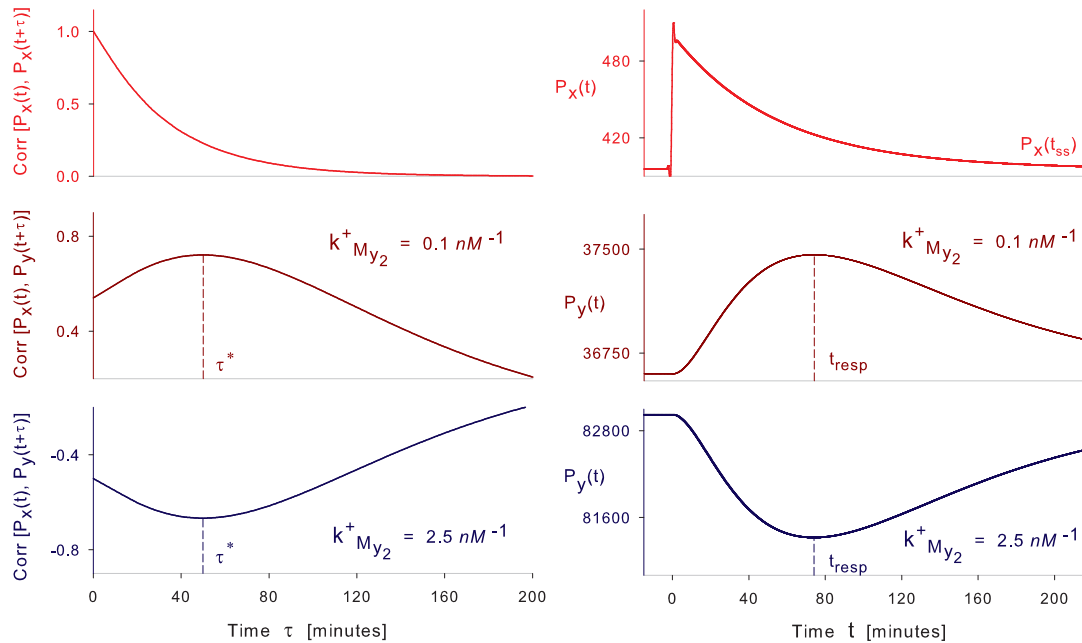 Corr [Px(t), Px(t+τ)]
1.0
0.5
0.0
Px(t)
480
420
Px(tss)
Corr [Px(t), Py(t+τ)]
0.8
0.4
k+My2 = 0.1 nM-1
τ*
Py(t)
37500
36750
k+My2 = 0.1 nM-1
tresp
Corr [Px(t), Py(t+τ)]
-0.4
-0.8
k+My2 = 2.5 nM-1
τ*
0 40 80 120 160 200
Time τ [minutes]
Py(t)
82800
81600
k+My2 = 2.5 nM-1
tresp
0 40 80 120 160 200
Time t [minutes]